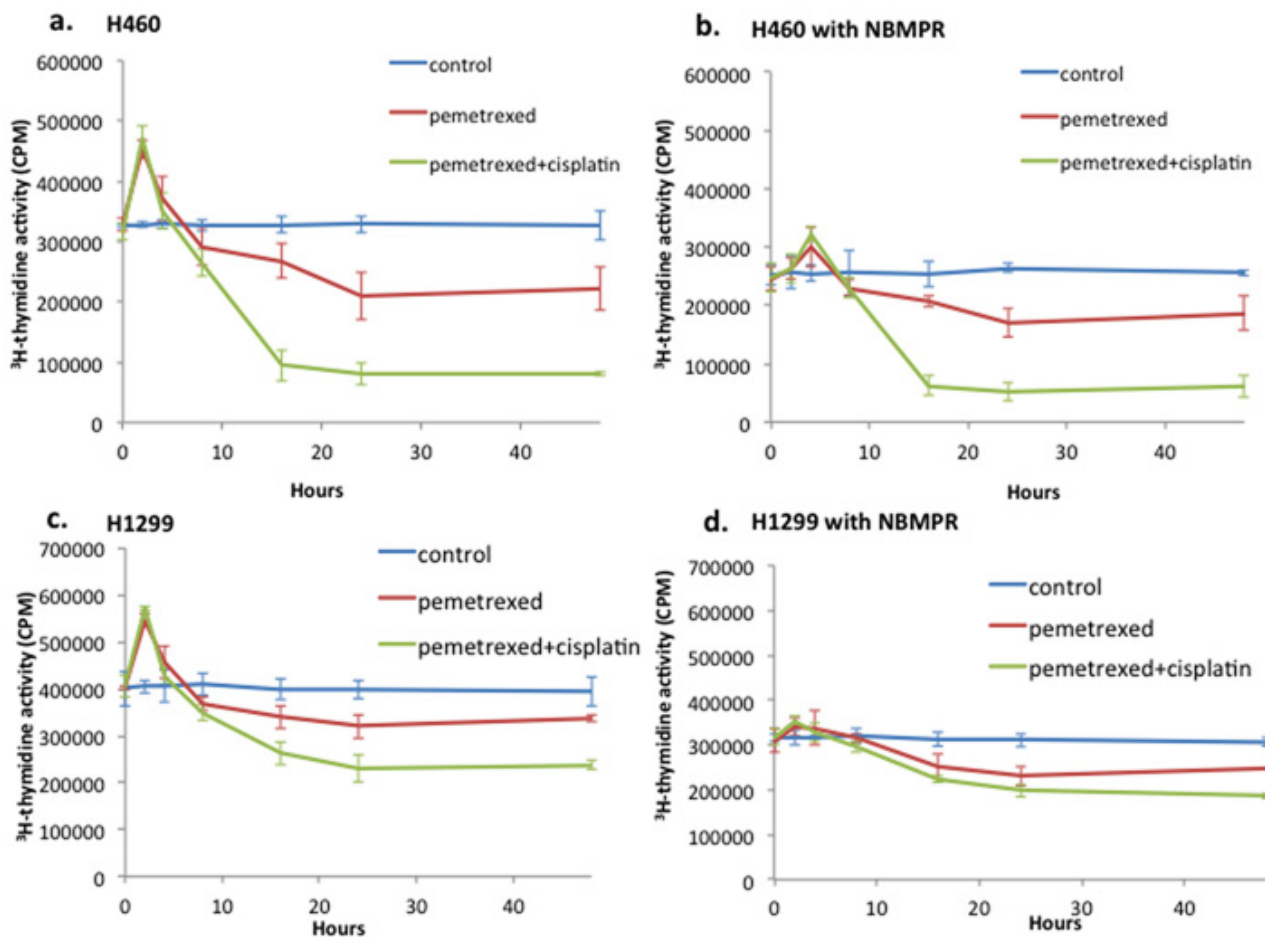 a. H460
600000
500000
400000
300000
200000
100000
0
³H-thymidine activity (CPM)
control
pemetrexed
pemetrexed+cisplatin
0 10 20 30 40
Hours
b. H460 with NBMPR
600000
500000
400000
300000
200000
100000
0
³H-thymidine activity (CPM)
control
pemetrexed
pemetrexed+cisplatin
0 10 20 30 40
Hours
c. H1299
700000
600000
500000
400000
300000
200000
100000
0
³H-thymidine activity (CPM)
control
pemetrexed
pemetrexed+cisplatin
0 10 20 30 40
Hours
d. H1299 with NBMPR
700000
600000
500000
400000
300000
200000
100000
0
³H-thymidine activity (CPM)
control
pemetrexed
pemetrexed+cisplatin
0 10 20 30 40
Hours